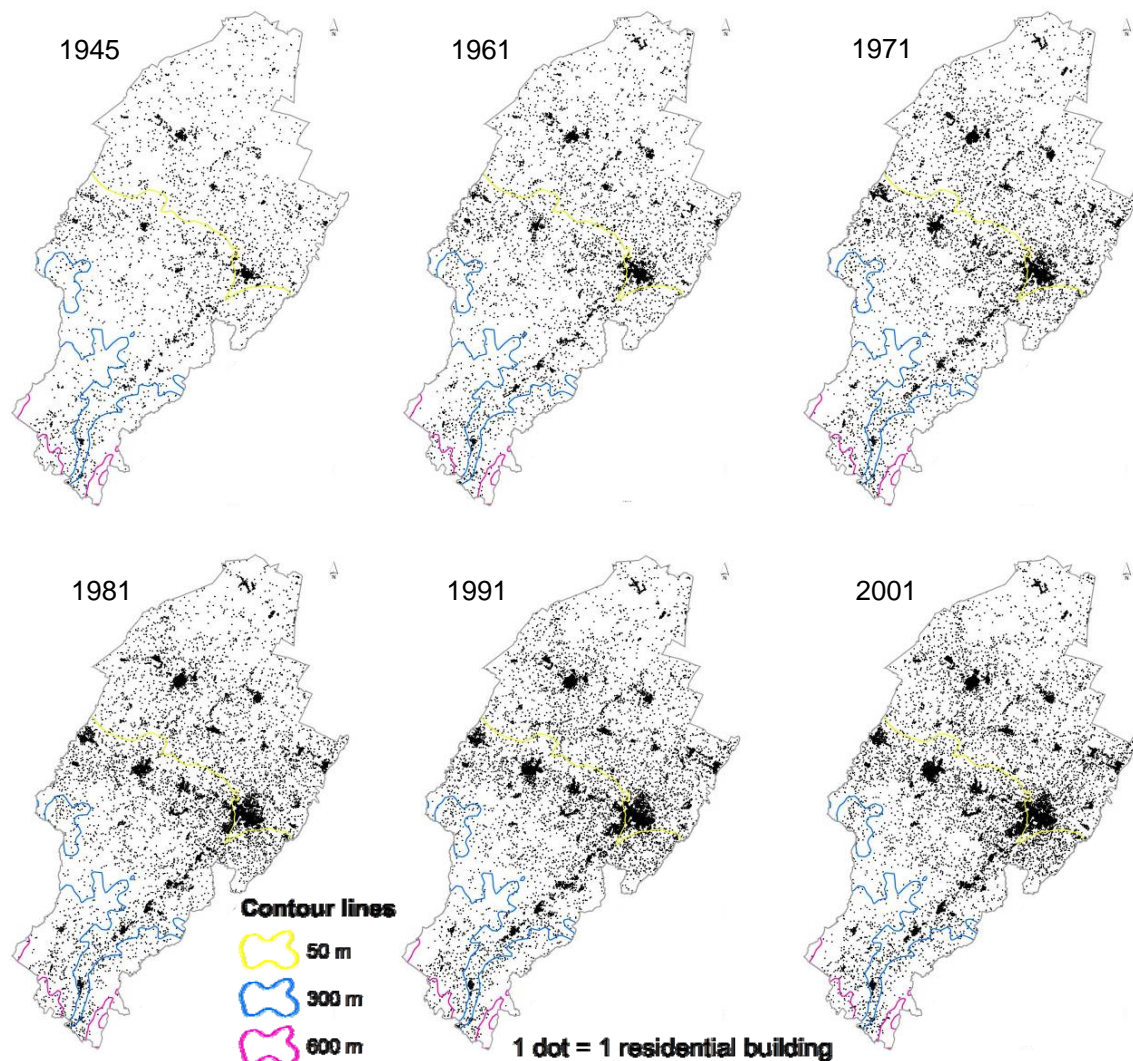 1945
1961
1971
1981
1991
2001
Contour lines
50 m
300 m
600 m
1 dot = 1 residential building